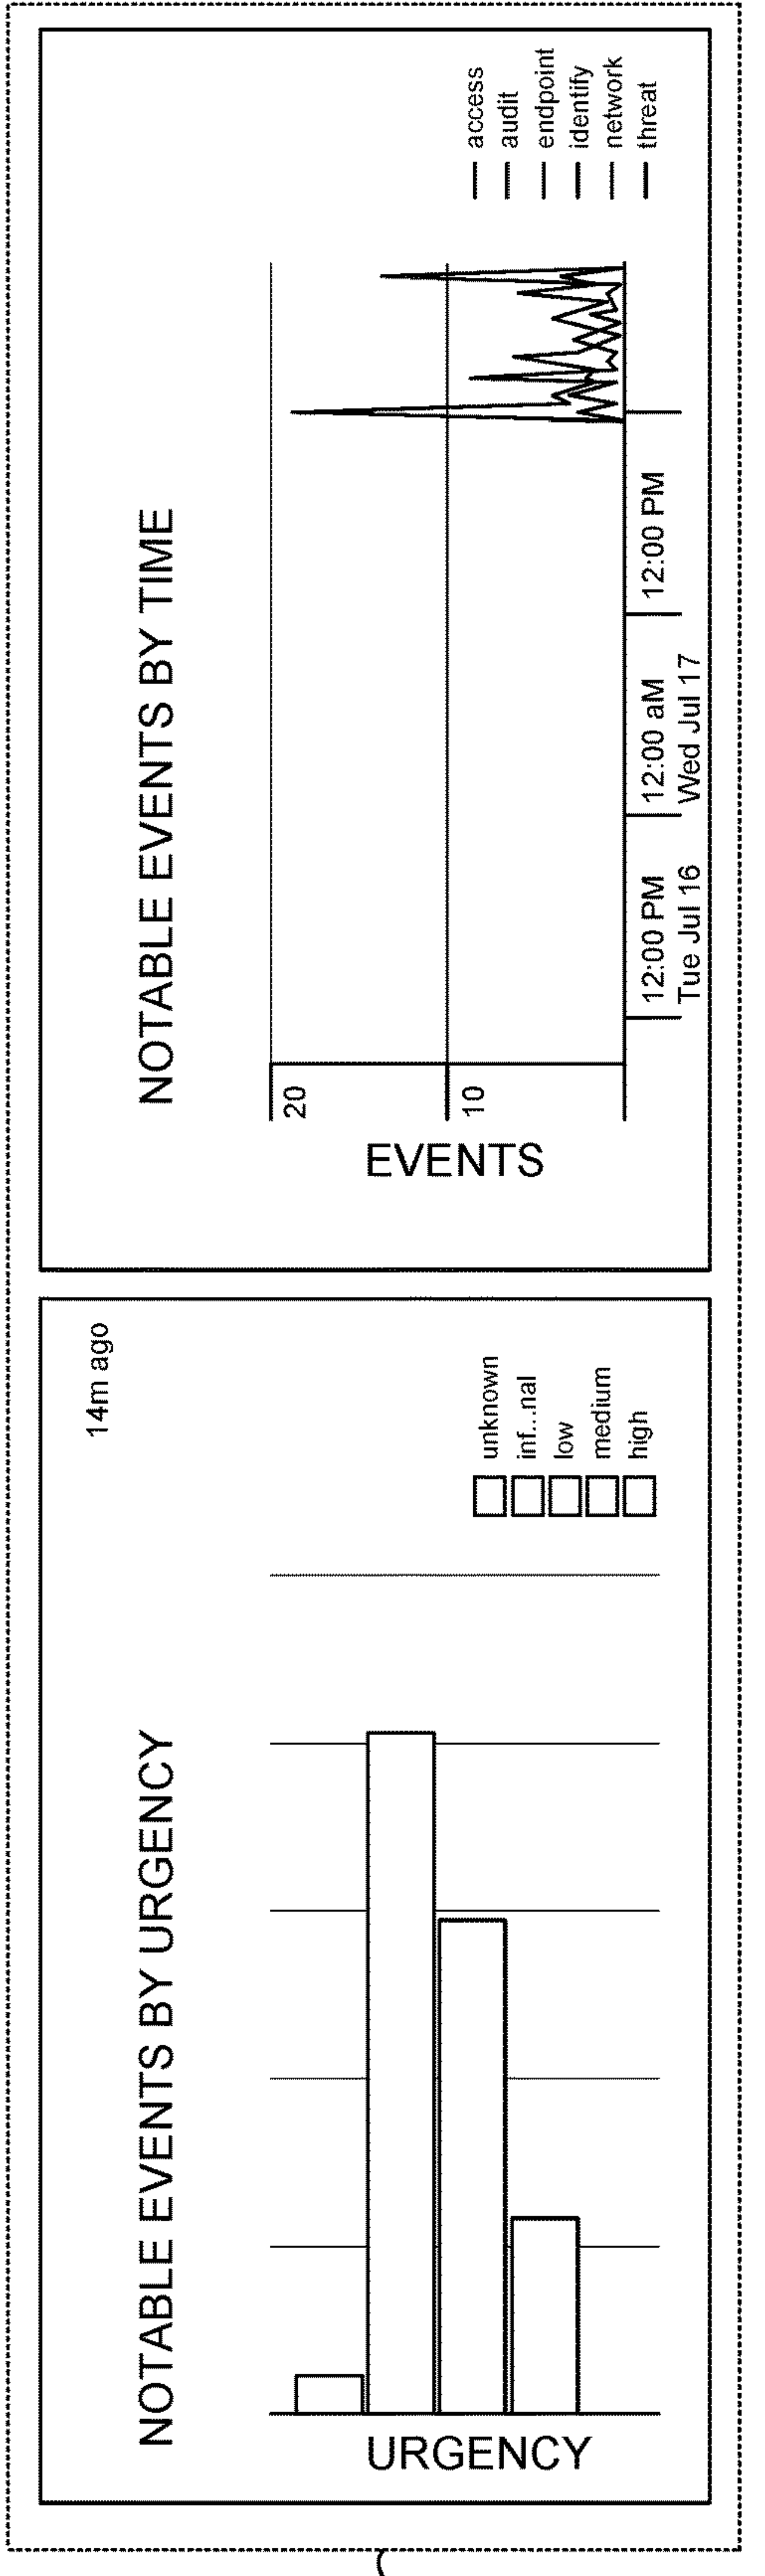 NOTABLE EVENTS BY URGENCY
14m ago
URGENCY
unknown
inf...nal
low
medium
high
NOTABLE EVENTS BY TIME
EVENTS
20
10
access
audit
endpoint
identify
network
threat
12:00 PM
Tue Jul 16
12:00 aM
Wed Jul 17
12:00 PM